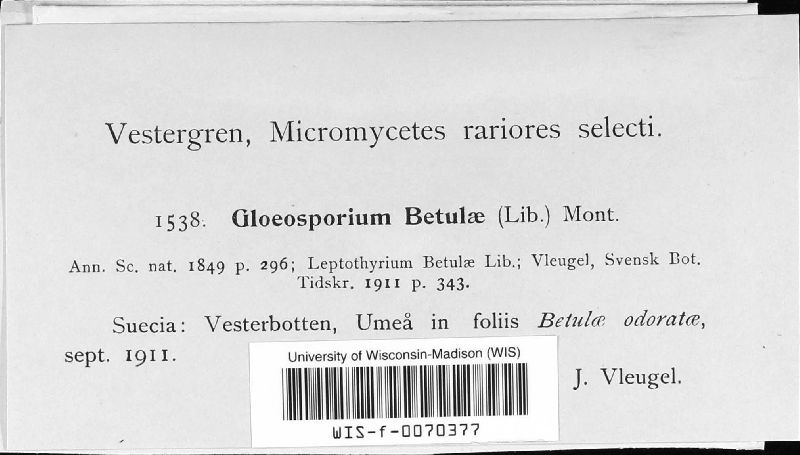 Vestergren, Micromycetes rariores selecti.
1538. Gloeosporium Betulæ (Lib.) Mont.
Ann. Sc. nat. 1849 p. 296; Leptothyrium Betulæ Lib.; Vleugel, Svensk Bot.
Tidskr. 1911 p. 343.
Suecia: Vesterbotten, Umeå in foliis Betulæ odoratæ,
sept. 1911.
J. Vleugel.
University of Wisconsin-Madison (WIS)
WIS-f-0070377